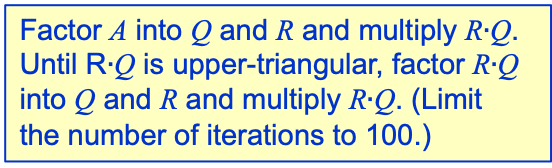 Factor A into Q and R and multiply R·Q.
Until R·Q is upper-triangular, factor R·Q
into Q and R and multiply R·Q. (Limit
the number of iterations to 100.)